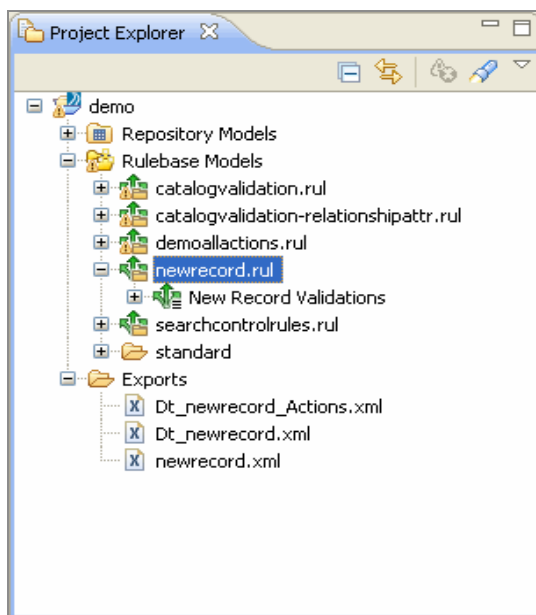 Project Explorer
demo
Repository Models
Rulebase Models
catalogvalidation.rul
catalogvalidation-relationshipattr.rul
demoallactions.rul
newrecord.rul
New Record Validations
searchcontrolrules.rul
standard
Exports
Dt_newrecord_Actions.xml
Dt_newrecord.xml
newrecord.xml